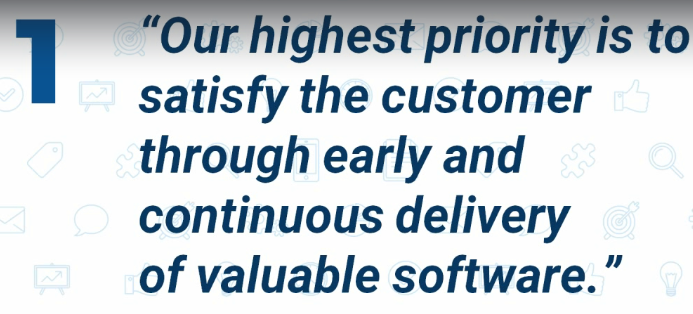 1
“Our highest priority is to
satisfy the customer
through early and
continuous delivery
of valuable software.”